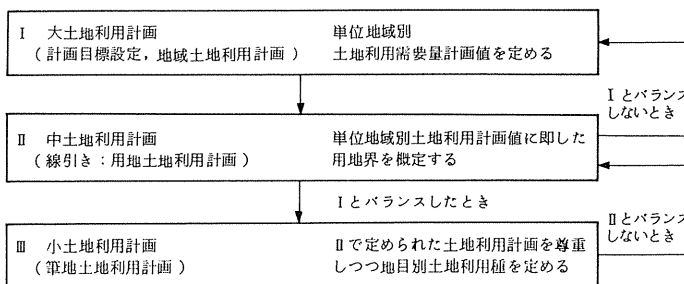 Ⅰ 大土地利用計画 単位地域別
(計画目標設定,地域土地利用計画) 土地利用需要量計画値を定める
Ⅰとバランス
しないとき
Ⅱ 中土地利用計画 単位地域別土地利用計画値に即した
(線引き:用地土地利用計画) 用地界を概定する
Ⅰとバランスしたとき
Ⅱとバランス
しないとき
Ⅲ 小土地利用計画 Ⅱで定められた土地利用計画を尊重
(筆地土地利用計画) しつつ地目別土地利用種を定める